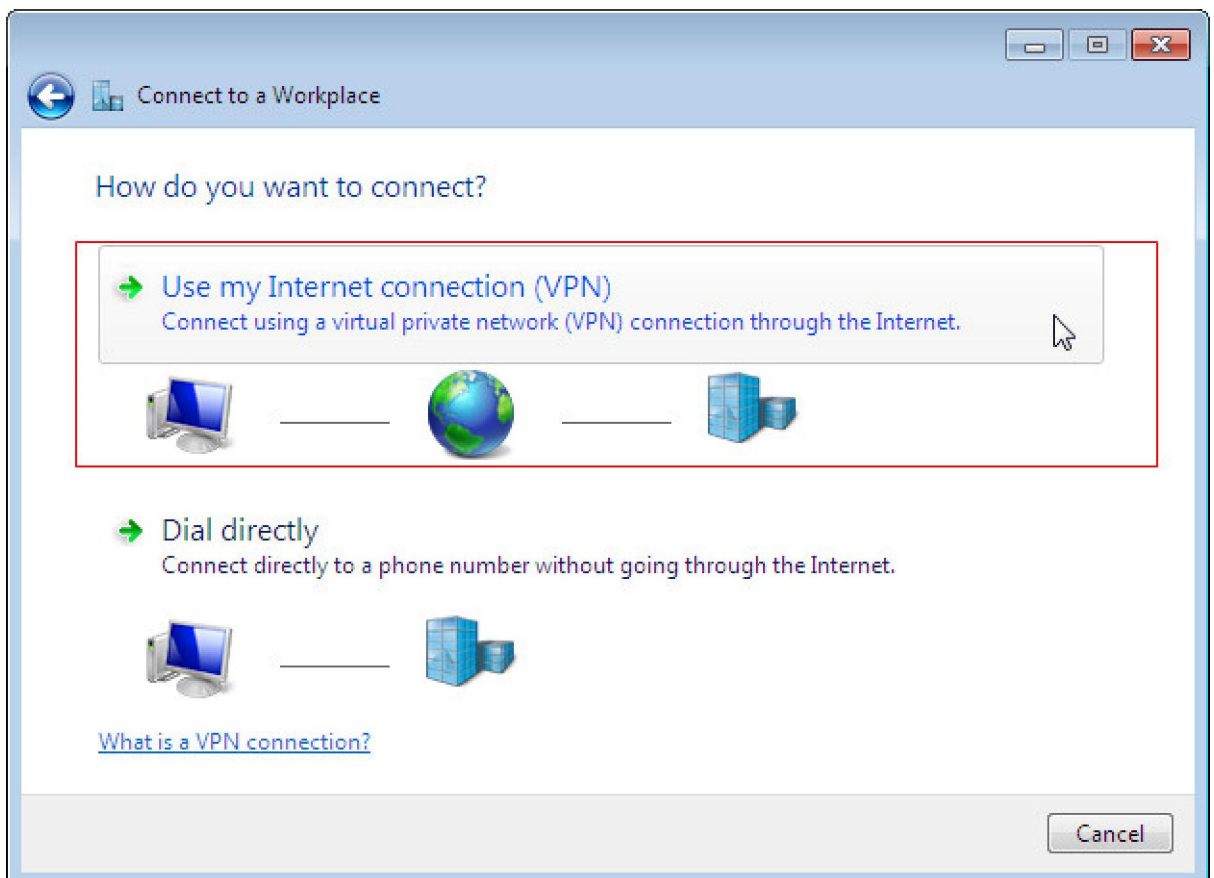 Connect to a Workplace
How do you want to connect?
Use my Internet connection (VPN)
Connect using a virtual private network (VPN) connection through the Internet.
Dial directly
Connect directly to a phone number without going through the Internet.
What is a VPN connection?
Cancel